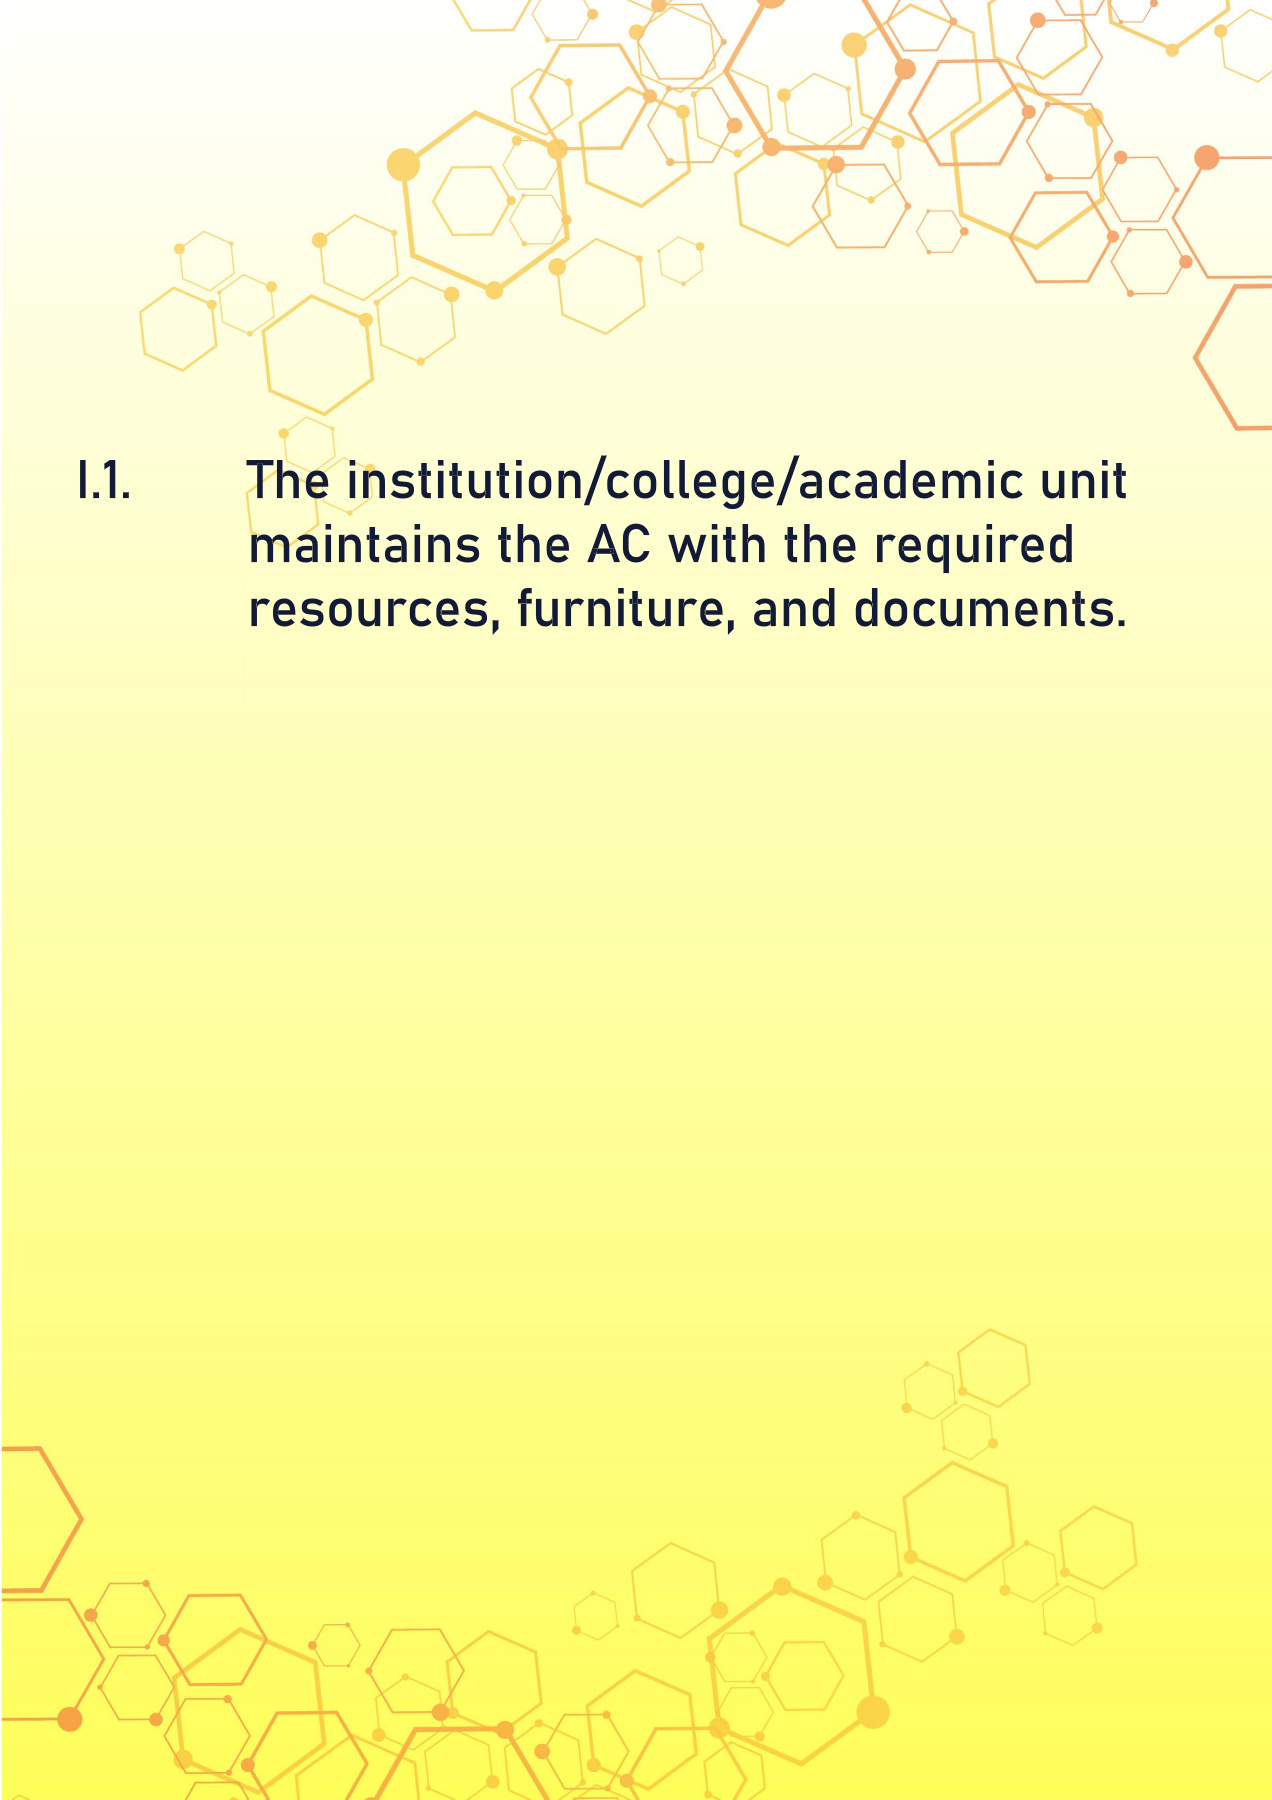 I.1. The institution/college/academic unit
maintains the AC with the required
resources, furniture, and documents.